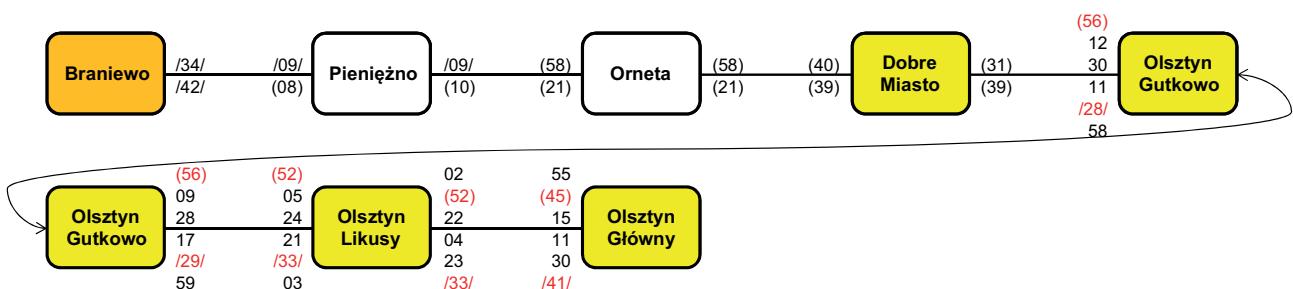 (56)
12
Braniewo /34/ /09/ Pieniężno /09/ (58) Orneta (58) (40) Dobre Miasto (31) 30 Olsztyn Gutkowo
/42/ (08) (10) (21) (21) (39) (39) 11
/28/
58
(56) (52) 02 55
09 05 (52) (45)
Olsztyn Gutkowo 28 24 Olsztyn Likusy 22 15 Olsztyn Główny
17 21 04 11
/29/ /33/ 23 30
59 03 /33/ /41/